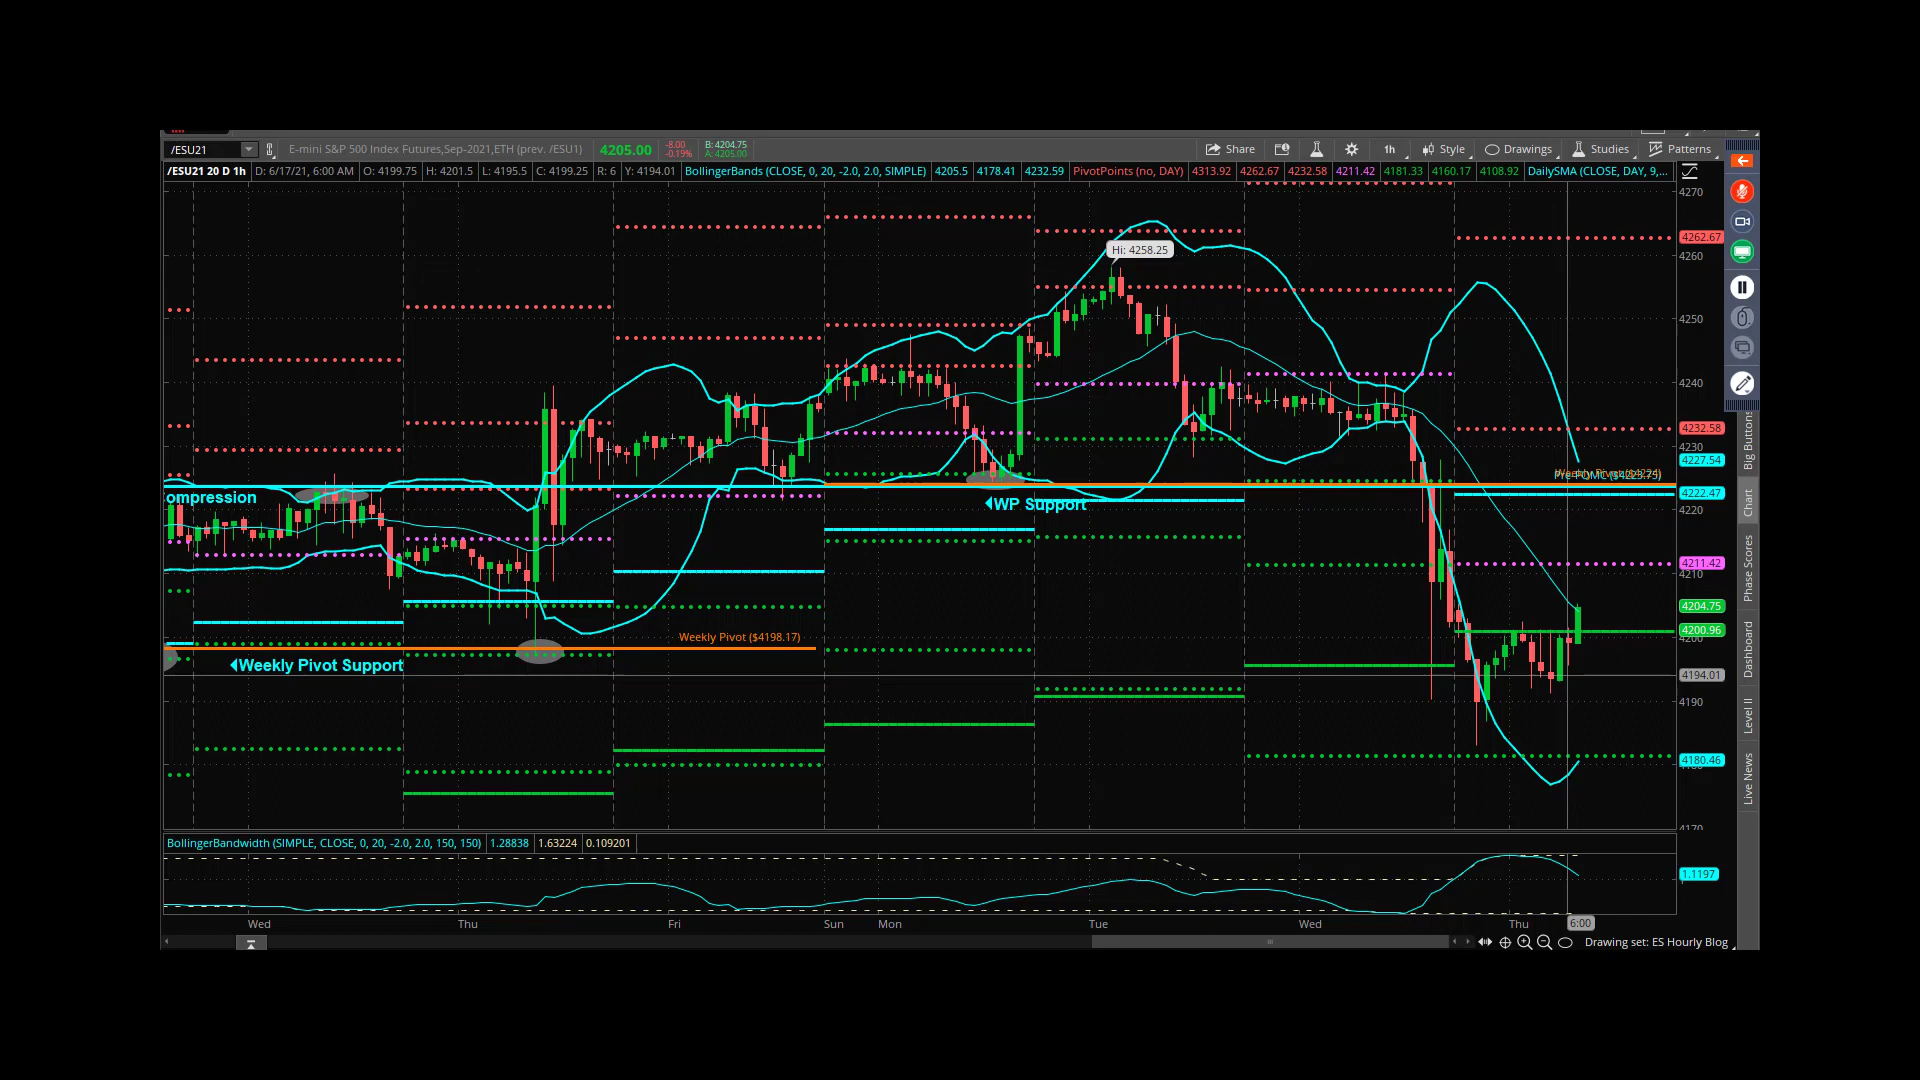 /ESU21 E-mini S&P 500 Index Futures,Sep-2021,ETH (prev. /ESU1) 4205.00 -8.00 B: 4204.75 Share 1h Style Drawings Studies Patterns
-0.19% A: 4205.00
/ESU21 20 D 1h D: 6/17/21, 6:00 AM O: 4199.75 H: 4201.5 L: 4195.5 C: 4199.25 R: 6 Y: 4194.01 BollingerBands (CLOSE, 0, 20, -2.0, 2.0, SIMPLE) 4205.5 4178.41 4232.59 PivotPoints (no, DAY) 4313.92 4262.67 4232.58 4211.42 4181.33 4160.17 4108.92 DailySMA (CLOSE, DAY, 9,...
4270
4262.67
Hi: 4258.25
4260
4250
4240
4232.58
4230
Big Buttons
4227.54
ompression
4222.47
WP Support
4220
Chart
4211.42
4210
Phase Scores
4204.75
4200.96
Weekly Pivot ($4198.17)
Dashboard
Weekly Pivot Support
4194.01
4190
Level II
4180.46
Live News
4170
BollingerBandwidth (SIMPLE, CLOSE, 0, 20, -2.0, 2.0, 150, 150) 1.28838 1.63224 0.109201
1.1197
Wed Thu Fri Sun Mon Tue Wed Thu 6:00
Drawing set: ES Hourly Blog